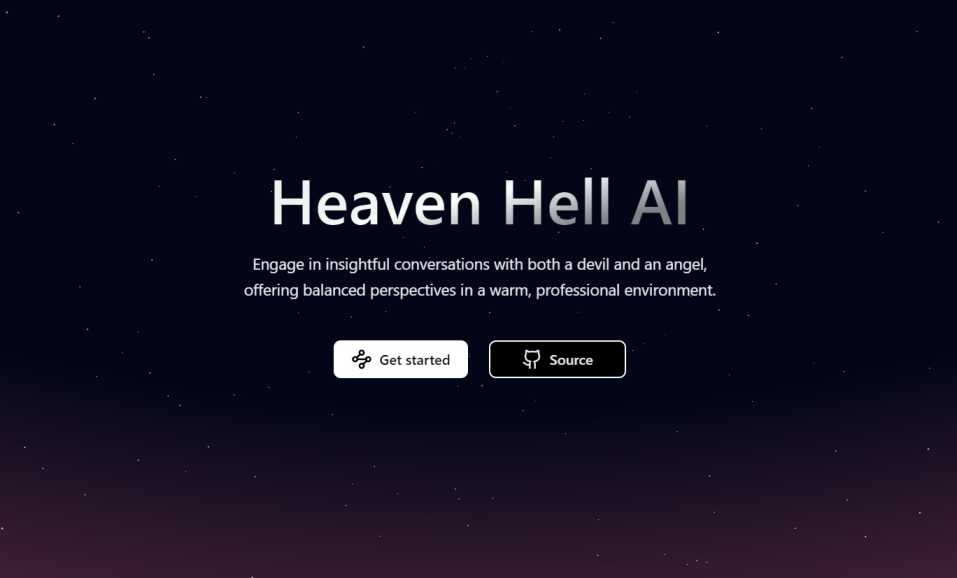 Heaven Hell AI
Engage in insightful conversations with both a devil and an angel,
offering balanced perspectives in a warm, professional environment.
Get started
Source